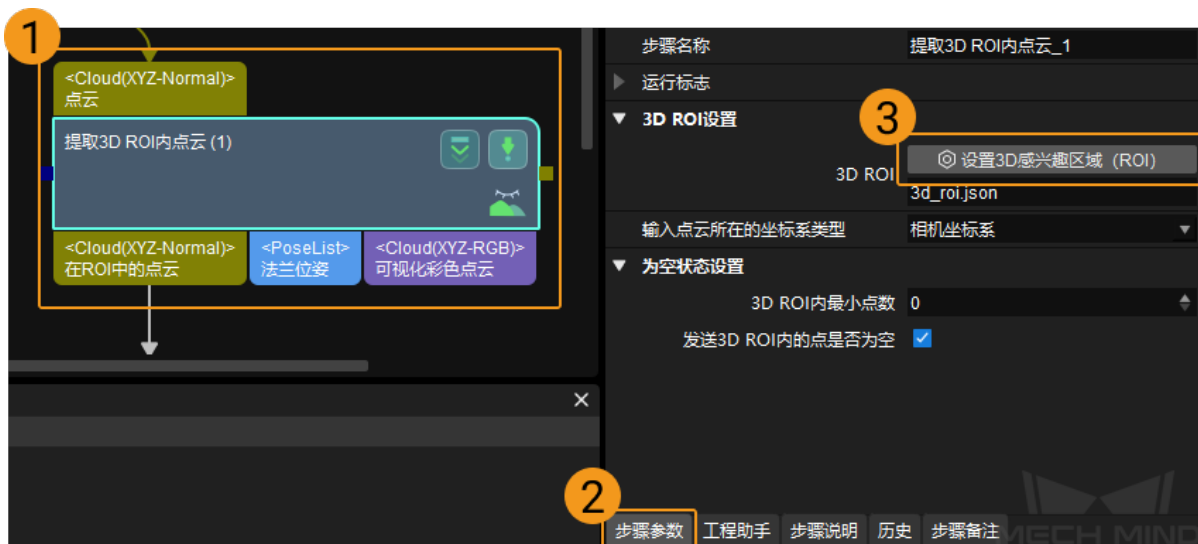 1
<Cloud(XYZ-Normal)>
点云
提取3D ROI内点云 (1)
<Cloud(XYZ-Normal)>
在ROI中的点云
<PoseList>
法兰位姿
<Cloud(XYZ-RGB)>
可视化彩色点云
步骤名称 提取3D ROI内点云_1
运行标志
3D ROI设置
3
3D ROI 设置3D感兴趣区域 (ROI)
3d_roi.json
输入点云所在的坐标系类型 相机坐标系
为空状态设置
3D ROI内最小点数 0
发送3D ROI内的点是否为空
2
步骤参数 工程助手 步骤说明 历史 步骤备注
MECH MIND